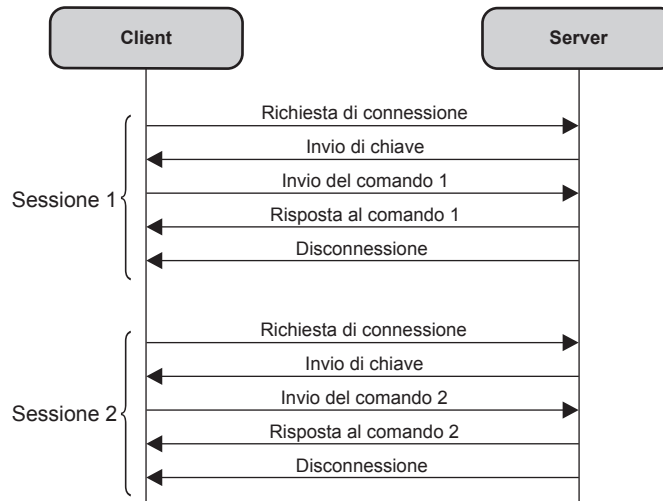 Client
Server
Richiesta di connessione
Invio di chiave
Invio del comando 1
Sessione 1
Risposta al comando 1
Disconnessione
Richiesta di connessione
Invio di chiave
Invio del comando 2
Sessione 2
Risposta al comando 2
Disconnessione